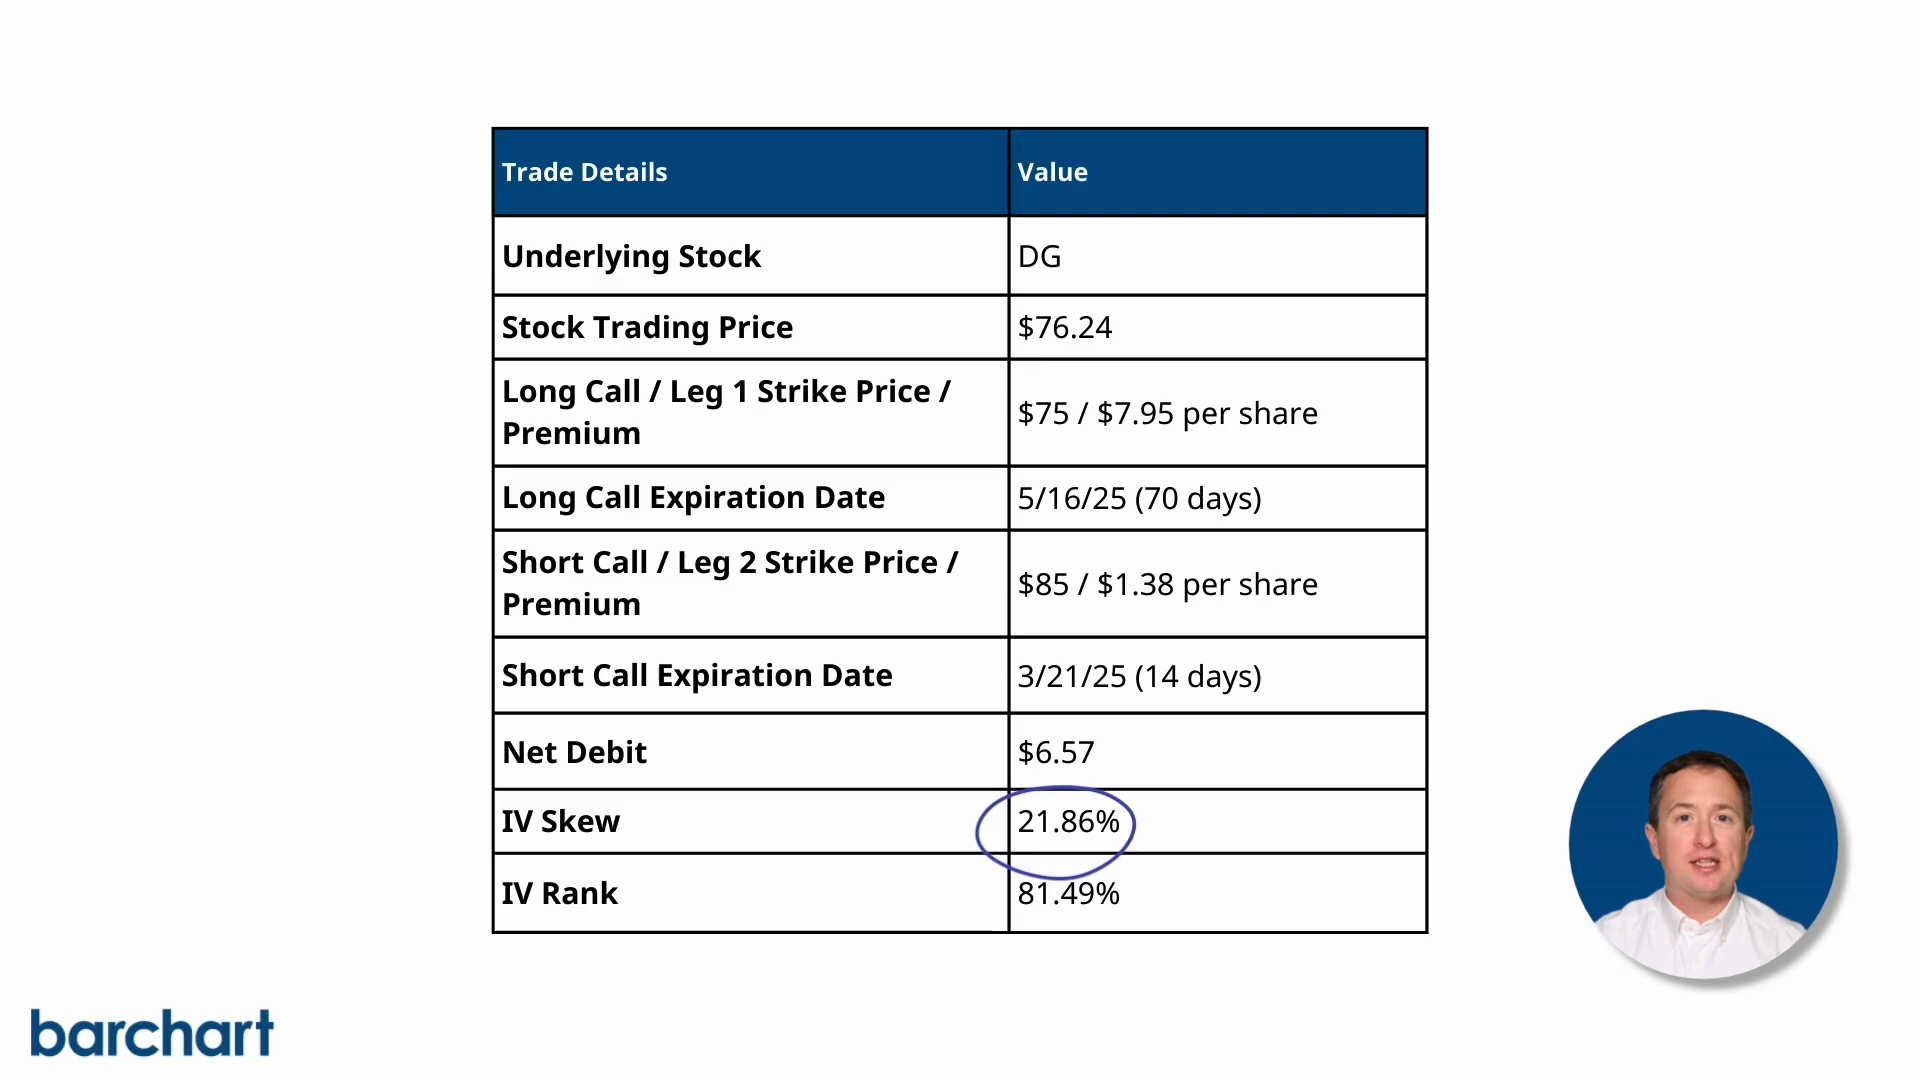 Trade Details
Value
Underlying Stock
DG
Stock Trading Price
$76.24
Long Call / Leg 1 Strike Price /
Premium
$75 / $7.95 per share
Long Call Expiration Date
5/16/25 (70 days)
Short Call / Leg 2 Strike Price /
Premium
$85 / $1.38 per share
Short Call Expiration Date
3/21/25 (14 days)
Net Debit
$6.57
IV Skew
21.86%
IV Rank
81.49%
barchart